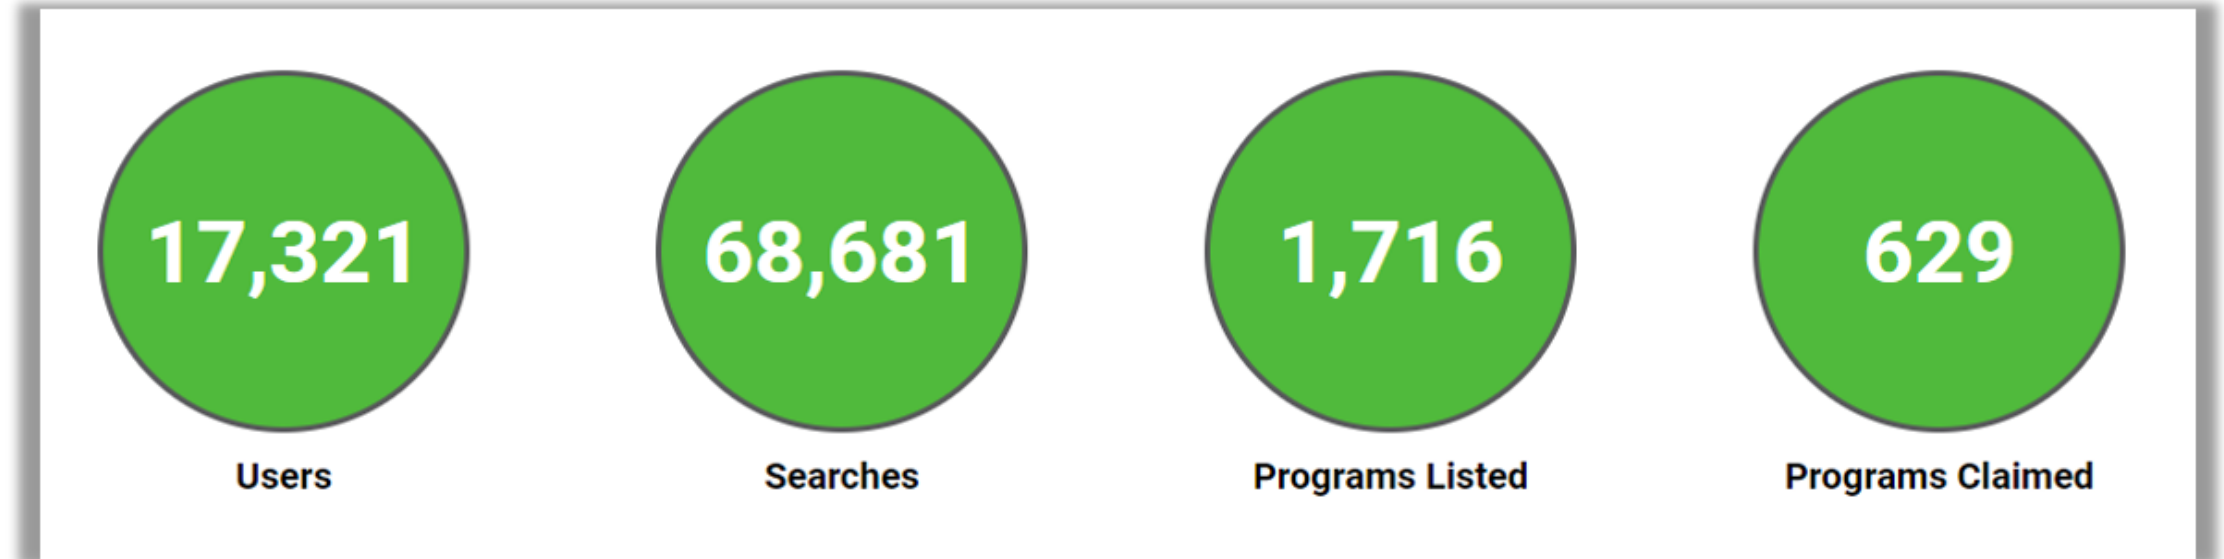 17,321 68,681 1,716 629
Users Searches Programs Listed Programs Claimed